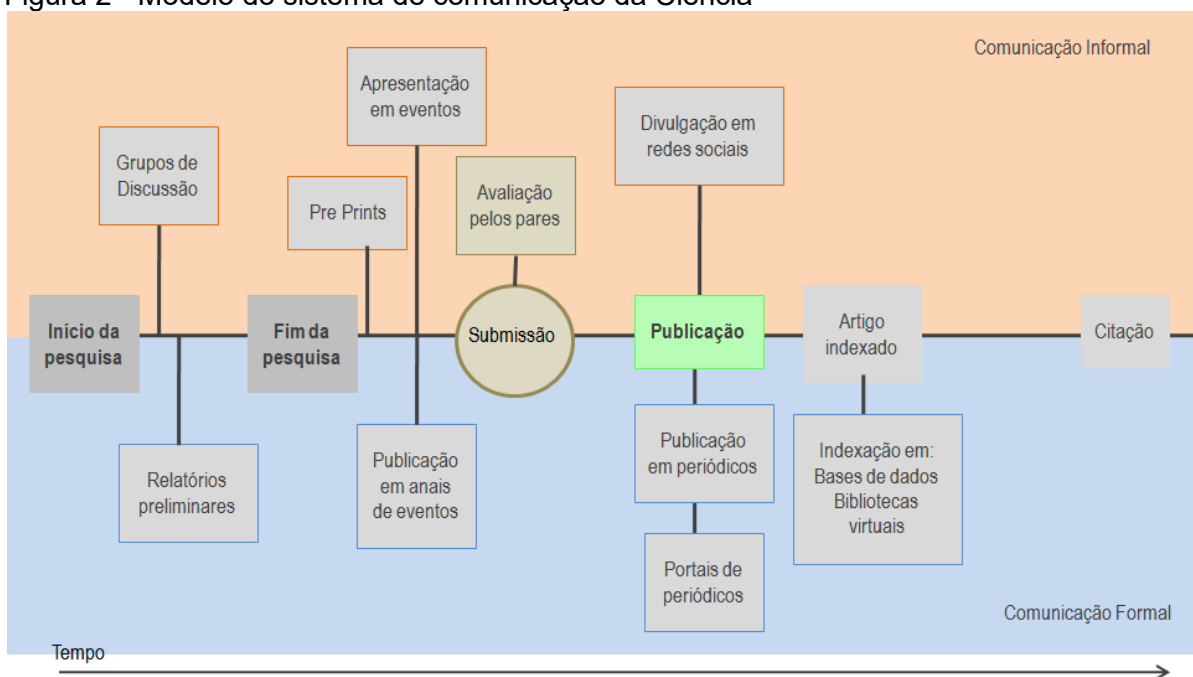 Figura 2 - Modelo do sistema de comunicação da Ciência
Comunicação Informal
Apresentação
em eventos
Divulgação em
redes sociais
Grupos de
Discussão
Avaliação
pelos pares
Pre Prints
Início da
pesquisa
Fim da
pesquisa
Submissão
Publicação
Artigo
indexado
Citação
Relatórios
preliminares
Publicação
em anais
de eventos
Publicação
em periódicos
Indexação em:
Bases de dados
Bibliotecas
virtuais
Portais de
periódicos
Comunicação Formal
Tempo